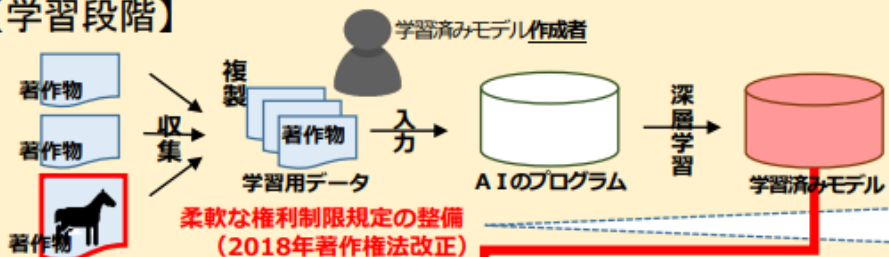 【学習段階】
学習済みモデル作成者
著作物
著作物
著作物
収集
複製
著作物
学習用データ
入力
AIのプログラム
深層学習
学習済みモデル
柔軟な権利制限規定の整備
(2018年著作権法改正)